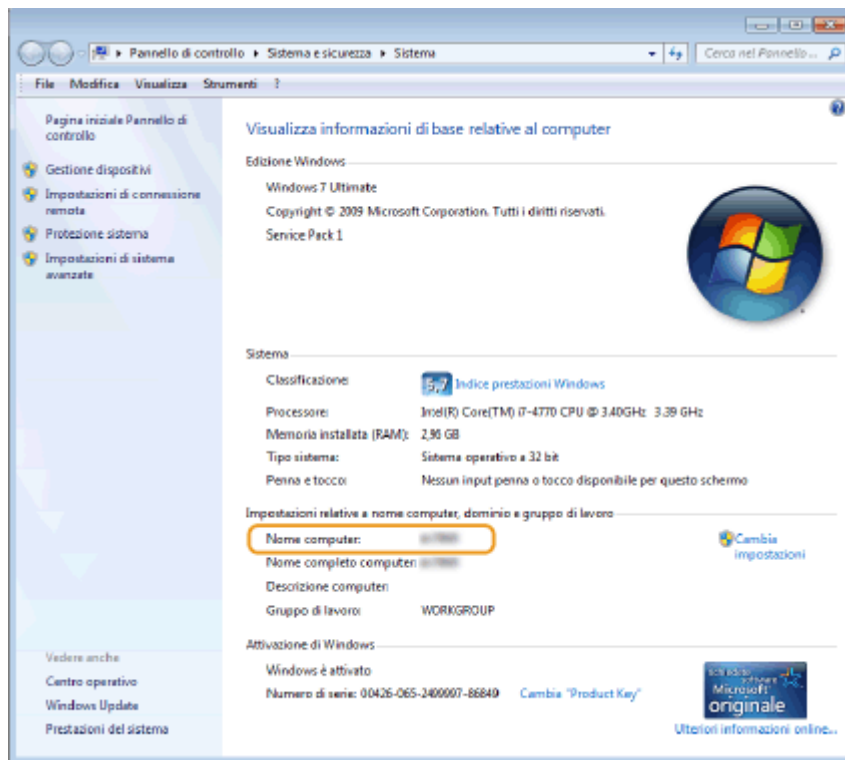 Pannello di controllo ▸ Sistema e sicurezza ▸ Sistema
Cerca nel Pannello ...
File Modifica Visualizza Strumenti ?
Pagina iniziale Pannello di
controllo
Gestione dispositivi
Impostazioni di connessione
remota
Protezione sistema
Impostazioni di sistema
avanzate
Vedere anche
Centro operativo
Windows Update
Prestazioni del sistema
Visualizza informazioni di base relative al computer
Edizione Windows
Windows 7 Ultimate
Copyright © 2009 Microsoft Corporation. Tutti i diritti riservati.
Service Pack 1
Sistema
Classificazione: 5,7 Indice prestazioni Windows
Processore: Intel(R) Core(TM) i7-4770 CPU @ 3.40GHz 3.39 GHz
Memoria installata (RAM): 2,96 GB
Tipo sistema: Sistema operativo a 32 bit
Penna e tocco: Nessun input penna o tocco disponibile per questo schermo
Impostazioni relative a nome computer, dominio e gruppo di lavoro
Nome computer:
Cambia
impostazioni
Nome completo computer:
Descrizione computer:
Gruppo di lavoro: WORKGROUP
Attivazione di Windows
Windows è attivato
Numero di serie: 00426-065-2499997-86849 Cambia "Product Key"
software
Microsoft
originale
Ulteriori informazioni online...